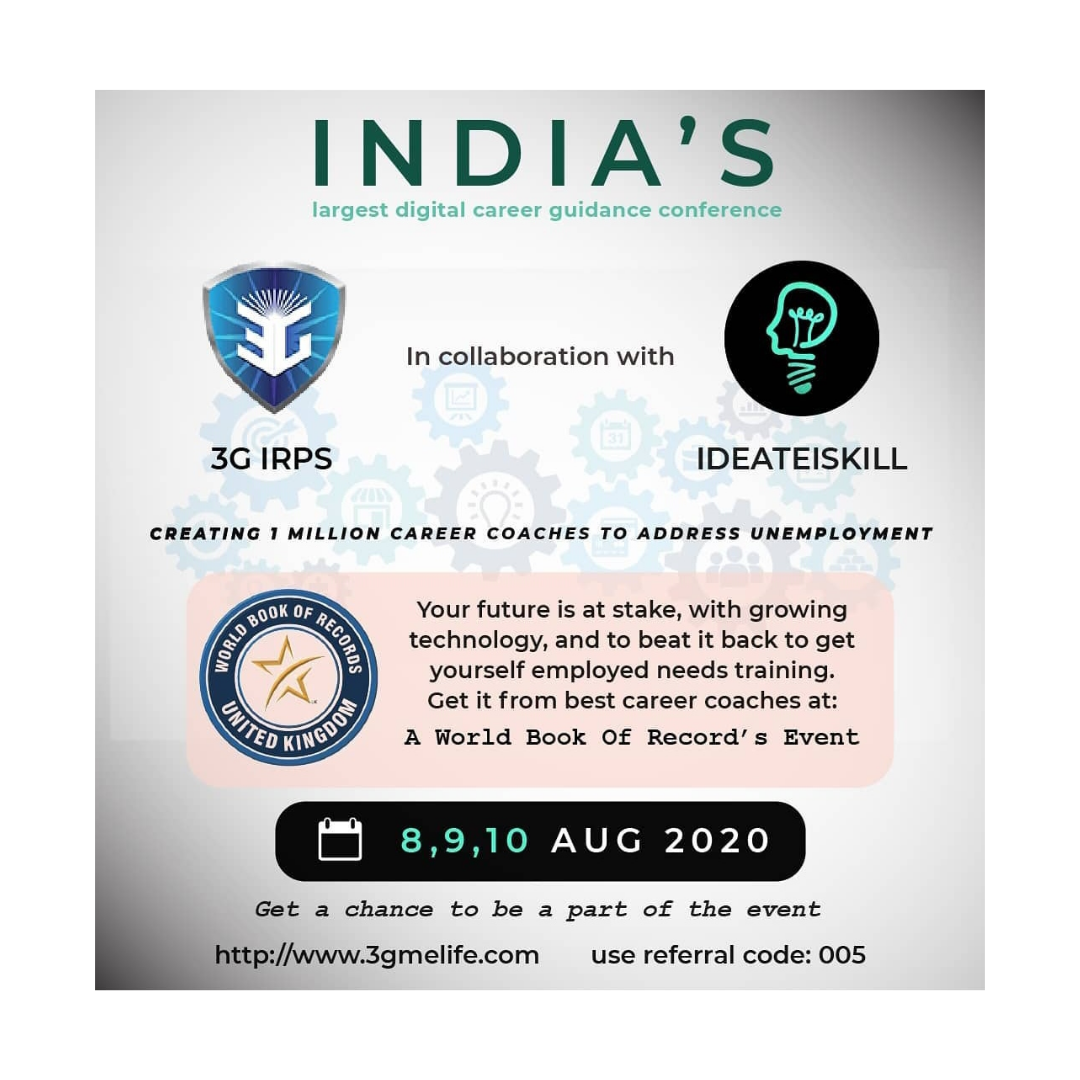 INDIA'S
largest digital career guidance conference
3G
In collaboration with
3G IRPS
IDEATEISKILL
31
CREATING 1 MILLION CAREER COACHES TO ADDRESS UNEMPLOYMENT
WORLD BOOK OF RECORDS
UNITED KINGDOM
Your future is at stake, with growing
technology, and to beat it back to get
yourself employed needs training.
Get it from best career coaches at:
A World Book Of Record's Event
8,9,10 AUG 2020
Get a chance to be a part of the event
http://www.3gmelife.com use referral code: 005